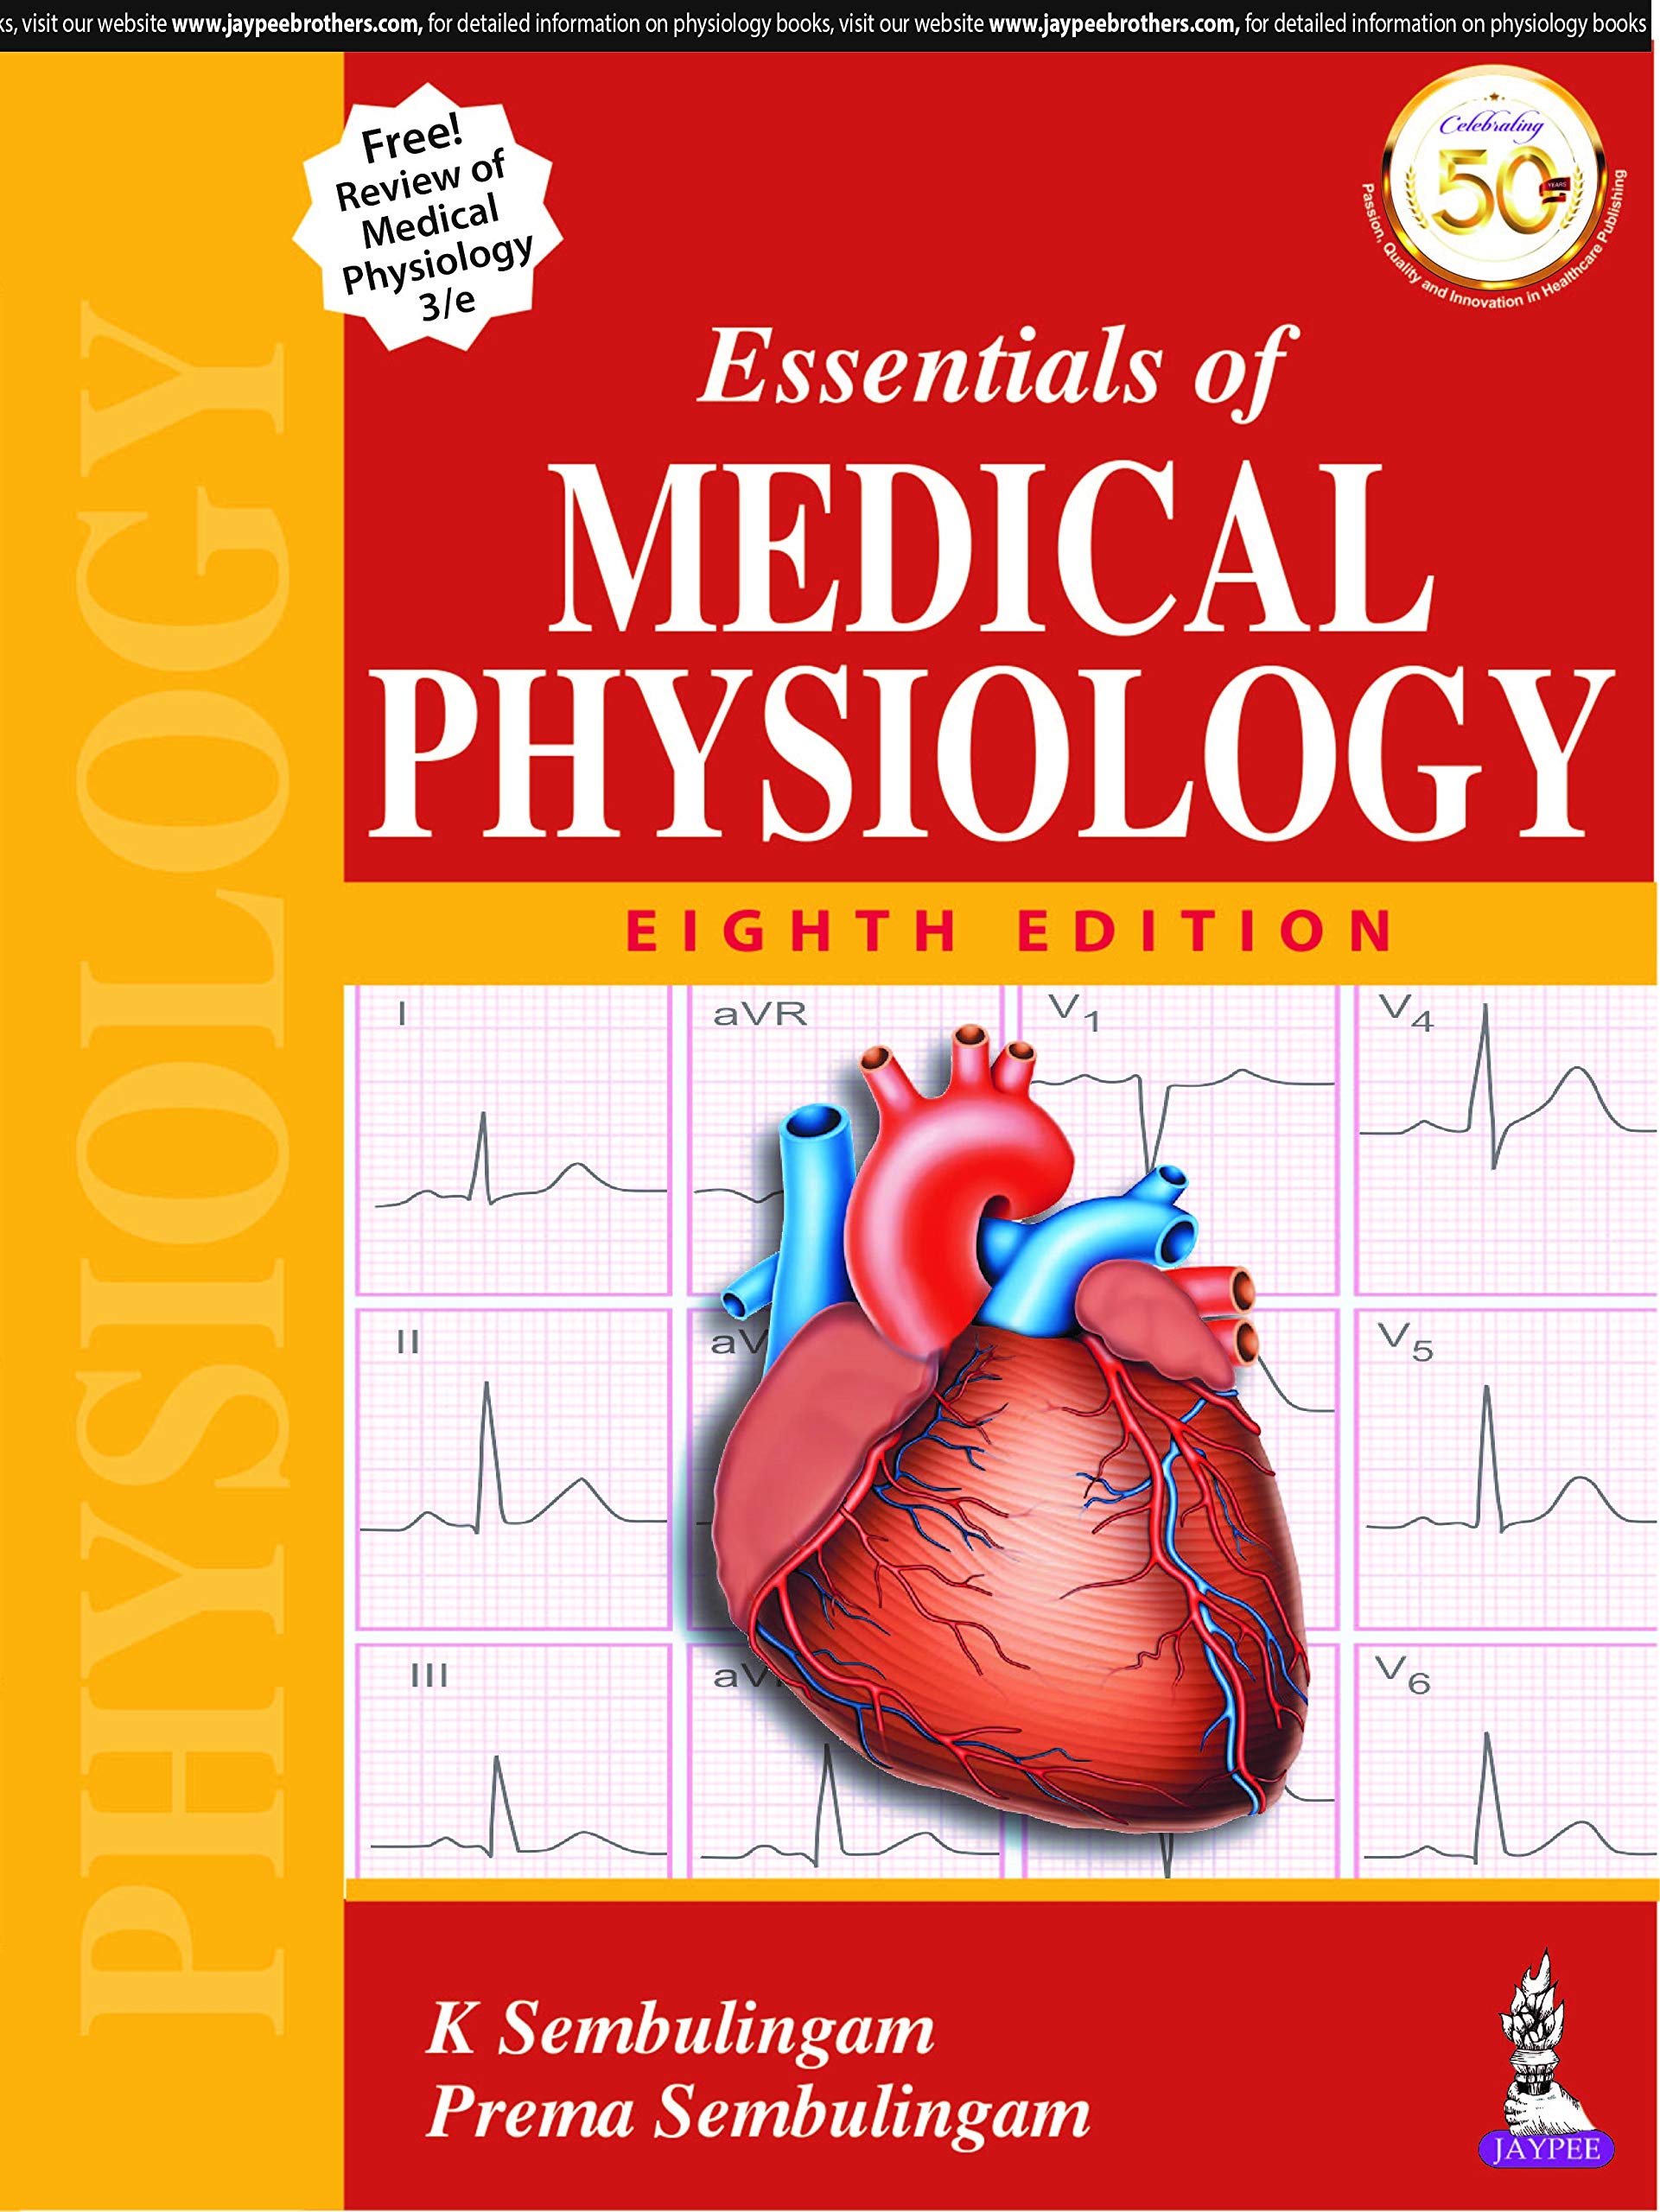 ks, visit our website www.jaypeebrothers.com, for detailed information on physiology books, visit our website www.jaypeebrothers.com, for detailed information on physiology books
Free!
Review of
Medical
Physiology
3/e
Celebrating
50
YEARS
Passion, Quality and Innovation in Healthcare Publishing
PHYSIOLOGY
Essentials of
MEDICAL
PHYSIOLOGY
EIGHTH EDITION
I aVR V1 V4
II aV V5
III aV V6
K Sembulingam
Prema Sembulingam
JAYPEE